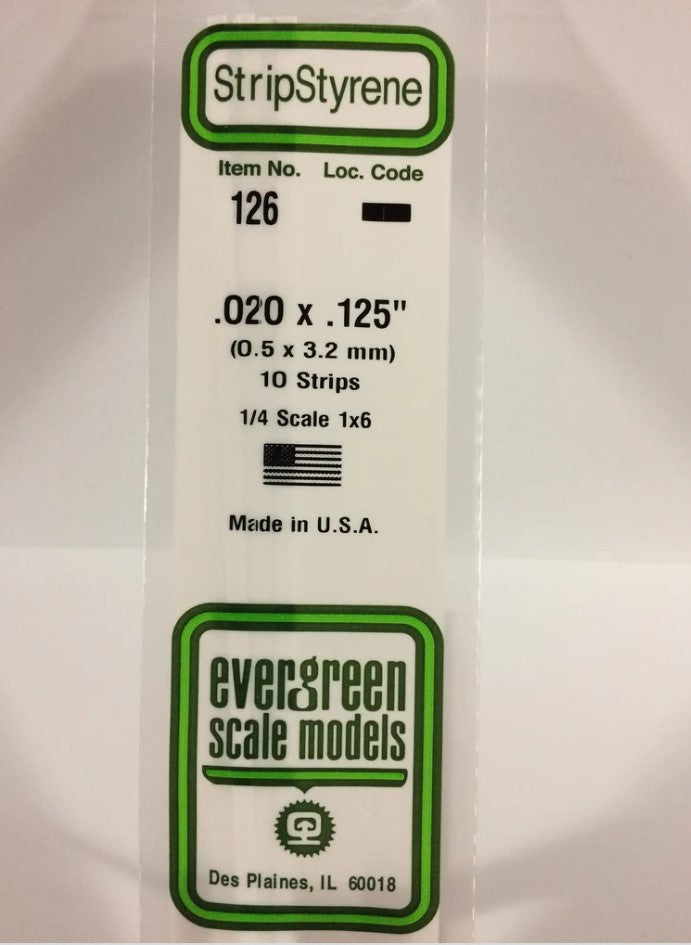 StripStyrene
Item No. Loc. Code
126
.020 x .125"
(0.5 x 3.2 mm)
10 Strips
1/4 Scale 1x6
Made in U.S.A.
evergreen
scale models
Des Plaines, IL 60018